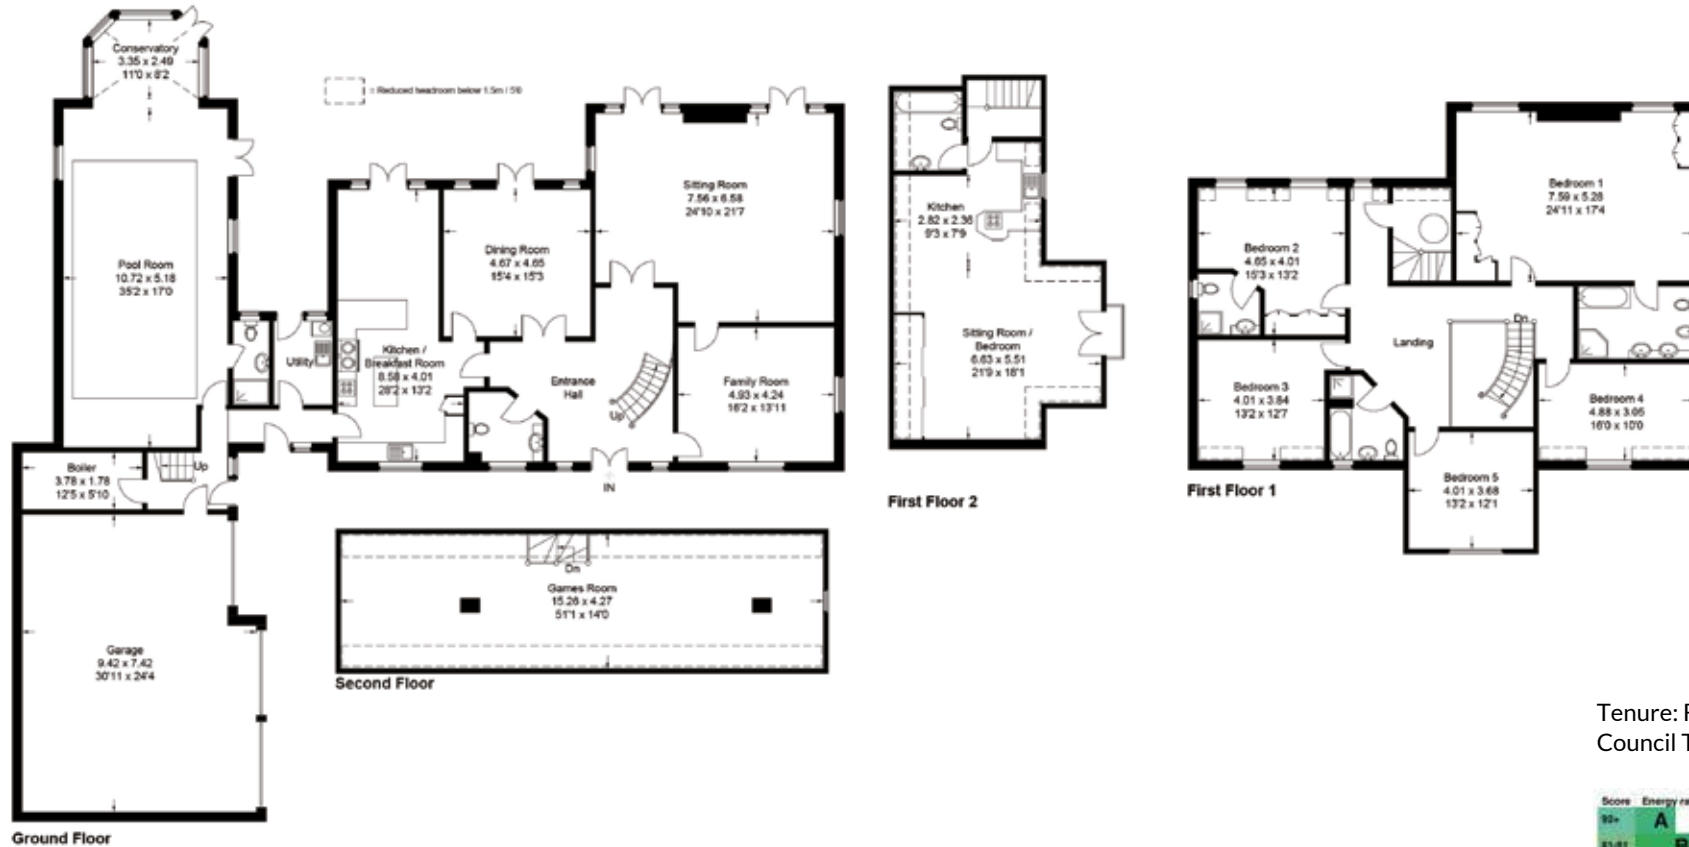 Conservatory
3.35 x 2.49
11'0 x 8'2
= Reduced headroom below 1.5m / 5'0
Pool Room
10.72 x 5.18
35'2 x 17'0
Utility
Kitchen /
Breakfast Room
8.58 x 4.01
28'2 x 13'2
Dining Room
4.67 x 4.65
15'4 x 15'3
Sitting Room
7.56 x 6.58
24'10 x 21'7
Entrance
Hall
Up
Family Room
4.93 x 4.24
16'2 x 13'11
IN
Boiler
3.78 x 1.78
12'5 x 5'10
Up
Garage
9.42 x 7.42
30'11 x 24'4
Ground Floor
Dn
Games Room
15.26 x 4.27
51'1 x 14'0
Second Floor
Kitchen
2.82 x 2.36
9'3 x 7'9
Sitting Room /
Bedroom
6.63 x 5.51
21'9 x 18'1
First Floor 2
Bedroom 1
7.59 x 5.28
24'11 x 17'4
Bedroom 2
4.65 x 4.01
15'3 x 13'2
Landing
Dn
Bedroom 3
4.01 x 3.84
13'2 x 12'7
Bedroom 4
4.88 x 3.05
16'0 x 10'0
Bedroom 5
4.01 x 3.68
13'2 x 12'1
First Floor 1
Tenure: F
Council T
Score Energy ra
92+ A
81-91 B